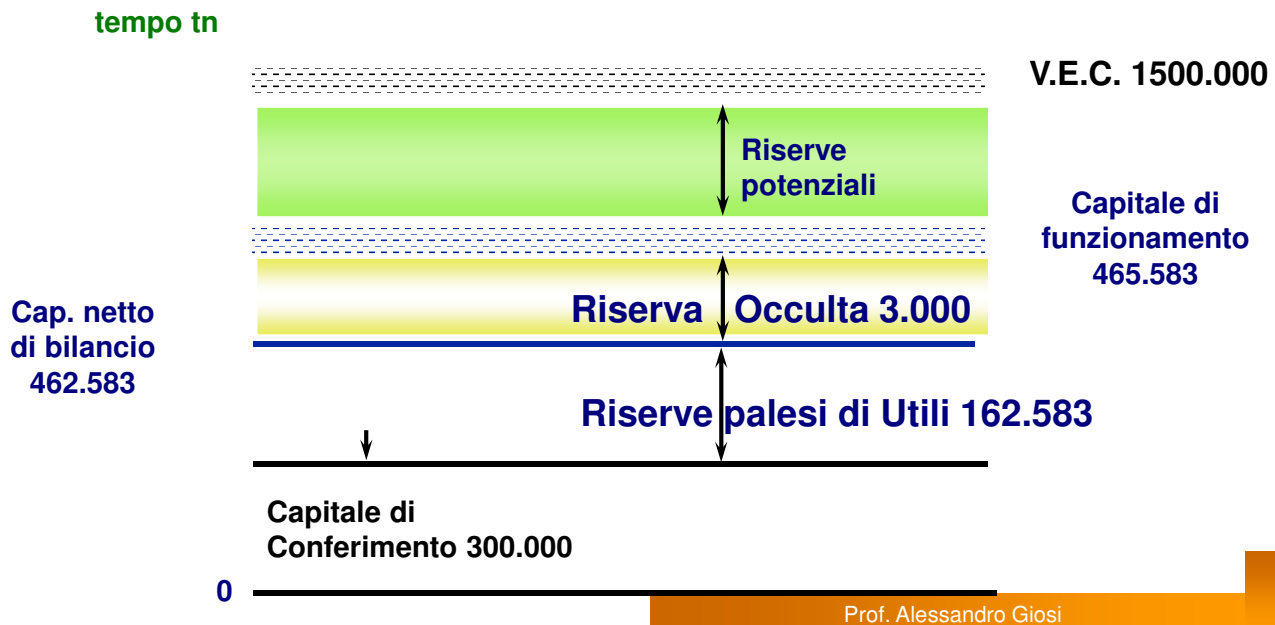 tempo tn
V.E.C. 1500.000
Riserve
potenziali
Capitale di
funzionamento
465.583
Riserva Occulta 3.000
Cap. netto
di bilancio
462.583
Riserve palesi di Utili 162.583
Capitale di
Conferimento 300.000
0
Prof. Alessandro Giosi